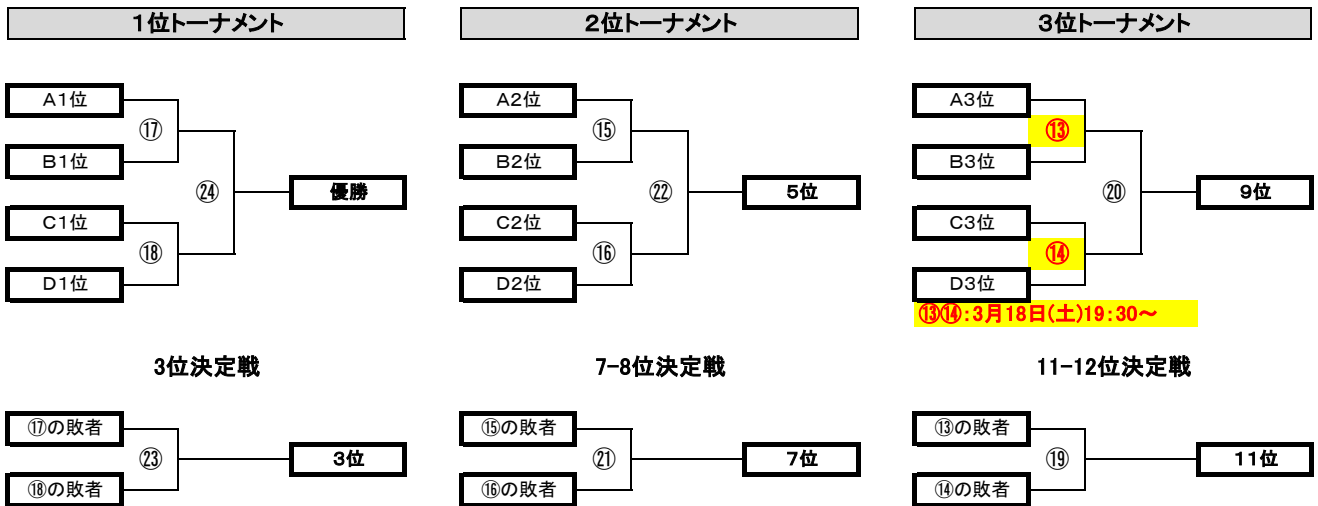 1位トーナメント
2位トーナメント
3位トーナメント
A1位
⑰
B1位
㉔
優勝
C1位
⑱
D1位
A2位
⑮
B2位
㉒
5位
C2位
⑯
D2位
A3位
⑬
B3位
⑳
9位
C3位
⑭
D3位
⑬⑭:3月18日(土)19:30~
3位決定戦
7-8位決定戦
11-12位決定戦
⑰の敗者
㉓
3位
⑱の敗者
⑮の敗者
㉑
7位
⑯の敗者
⑬の敗者
⑲
11位
⑭の敗者